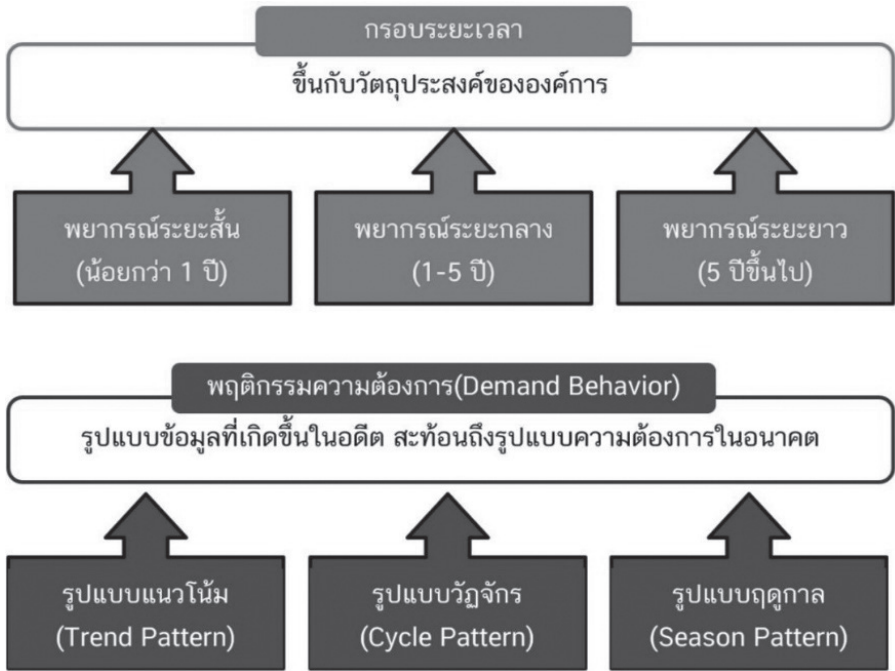 กรอบระยะเวลา
ขึ้นกับวัตถุประสงค์ขององค์การ
พยากรณ์ระยะสั้น
(น้อยกว่า 1 ปี)
พยากรณ์ระยะกลาง
(1-5 ปี)
พยากรณ์ระยะยาว
(5 ปีขึ้นไป)
พฤติกรรมความต้องการ(Demand Behavior)
รูปแบบข้อมูลที่เกิดขึ้นในอดีต สะท้อนถึงรูปแบบความต้องการในอนาคต
รูปแบบแนวโน้ม
(Trend Pattern)
รูปแบบวัฏจักร
(Cycle Pattern)
รูปแบบฤดูกาล
(Season Pattern)